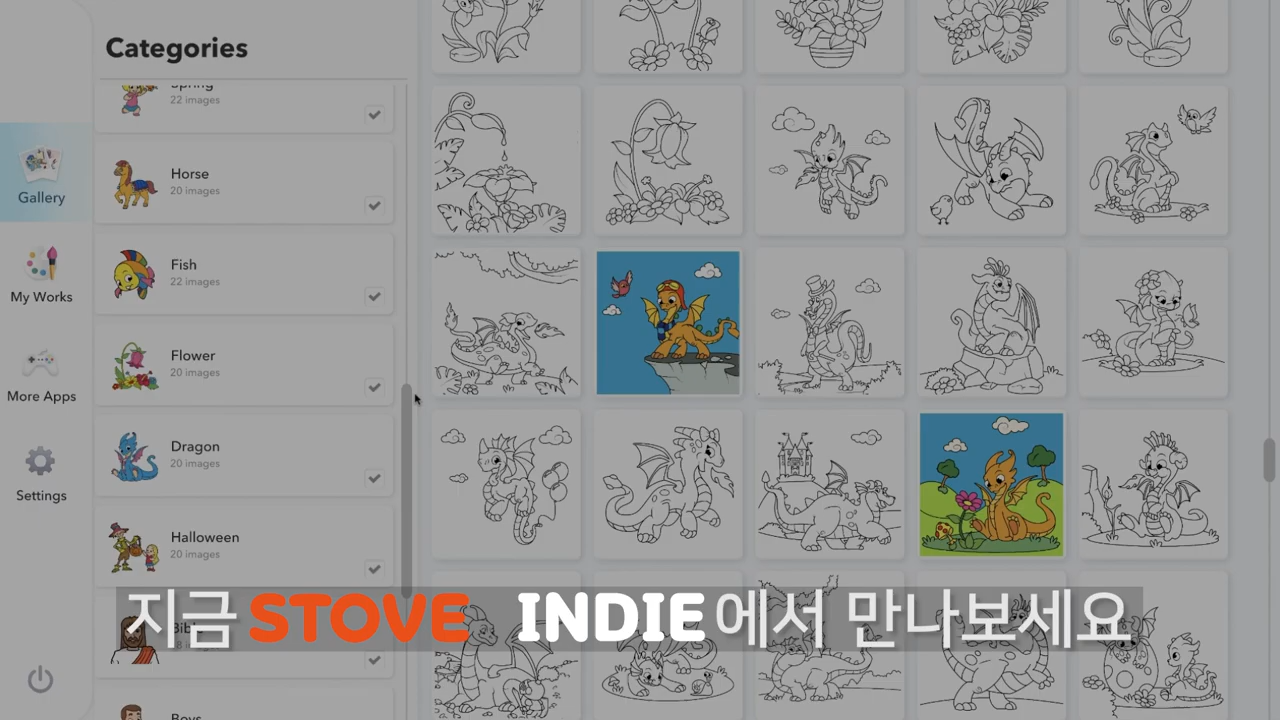 Categories
Spring
22 images
Horse
20 images
Gallery
Fish
22 images
My Works
Flower
20 images
More Apps
Dragon
20 images
Settings
Halloween
20 images
지금 STOVE INDIE에서 만나보세요
Boys